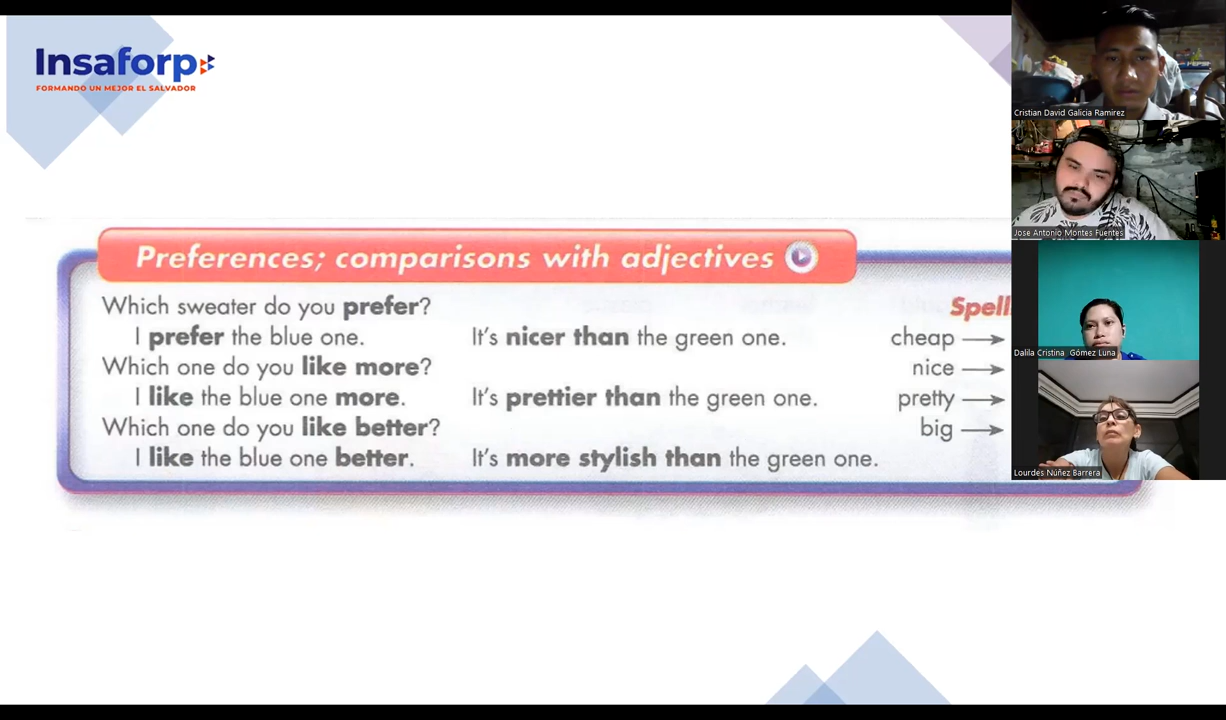 Insaforp
FORMANDO UN MEJOR EL SALVADOR
Preferences; comparisons with adjectives
Which sweater do you prefer?
I prefer the blue one. It's nicer than the green one.
Which one do you like more?
I like the blue one more. It's prettier than the green one.
Which one do you like better?
I like the blue one better. It's more stylish than the green one.
cheap →
nice →
pretty →
big →
Cristian David Galicia Ramirez
Jose Antonio Montes Fuentes
Dalila Cristina Gómez Luna
Lourdes Núñez Barrera